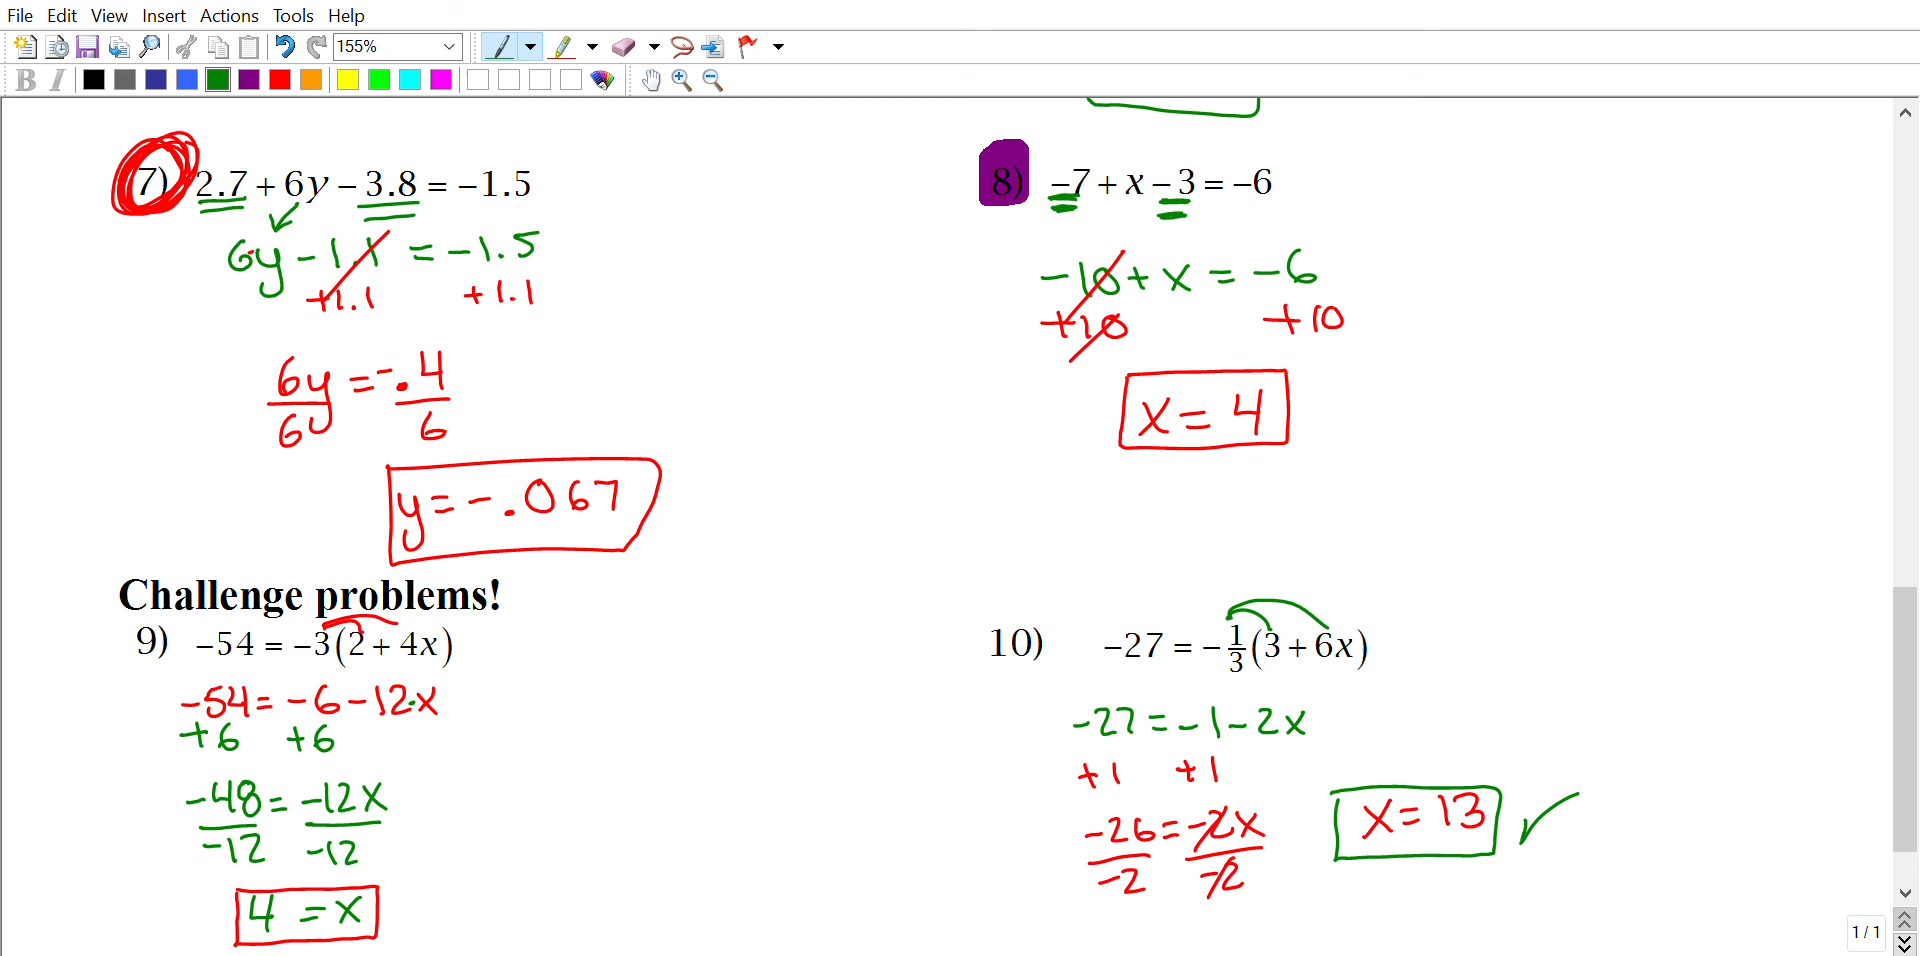 File Edit View Insert Actions Tools Help
155%
B I
7) 2.7 + 6y − 3.8 = −1.5
6y − 1.1 = −1.5
+1.1 +1.1
6y = −.4
6y 6
y = −.067
8) −7 + x − 3 = −6
−10 + x = −6
+10 +10
x = 4
Challenge problems!
9) −54 = −3(2 + 4x)
−54 = −6 − 12·x
+6 +6
−48 = −12x
−12 −12
4 = x
10) −27 = −1/3(3 + 6x)
−27 = −1 − 2x
+1 +1
−26 = −2x
−2 −2
x = 13
1 / 1